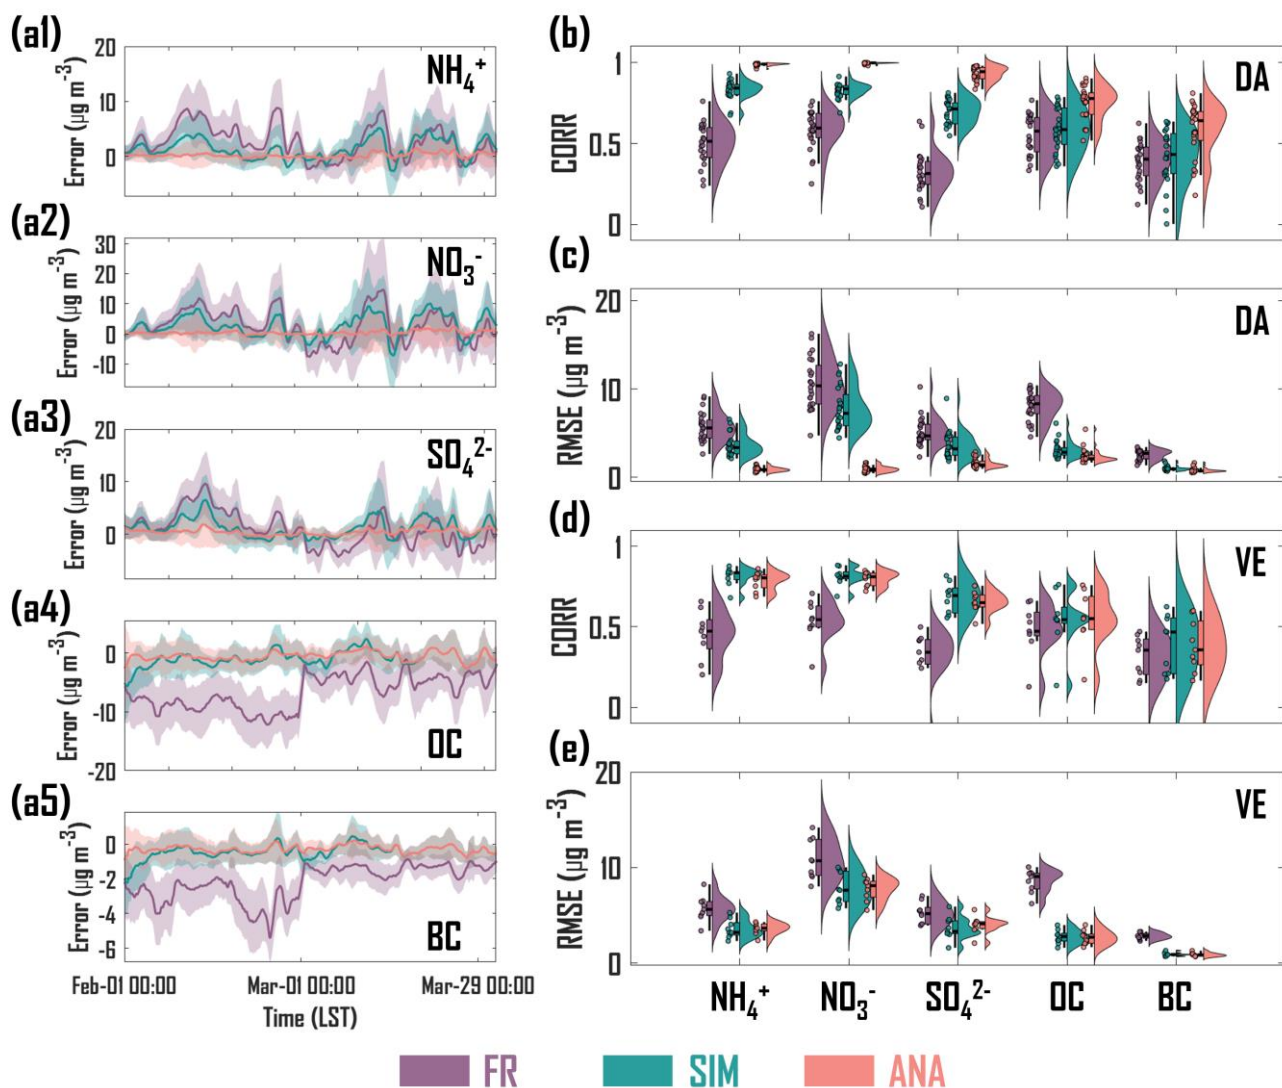 (a1)
20
10
0
Error (μg m⁻³)
NH₄⁺
(a2)
30
20
10
0
-10
Error (μg m⁻³)
NO₃⁻
(a3)
20
10
0
Error (μg m⁻³)
SO₄²⁻
(a4)
0
-10
-20
Error (μg m⁻³)
OC
(a5)
0
-2
-4
-6
Error (μg m⁻³)
BC
Feb-01 00:00 Mar-01 00:00 Mar-29 00:00
Time (LST)
(b)
1
0.5
0
CORR
DA
(c)
20
10
0
RMSE (μg m⁻³)
DA
(d)
1
0.5
0
CORR
VE
(e)
20
10
0
RMSE (μg m⁻³)
VE
NH₄⁺ NO₃⁻ SO₄²⁻ OC BC
FR SIM ANA